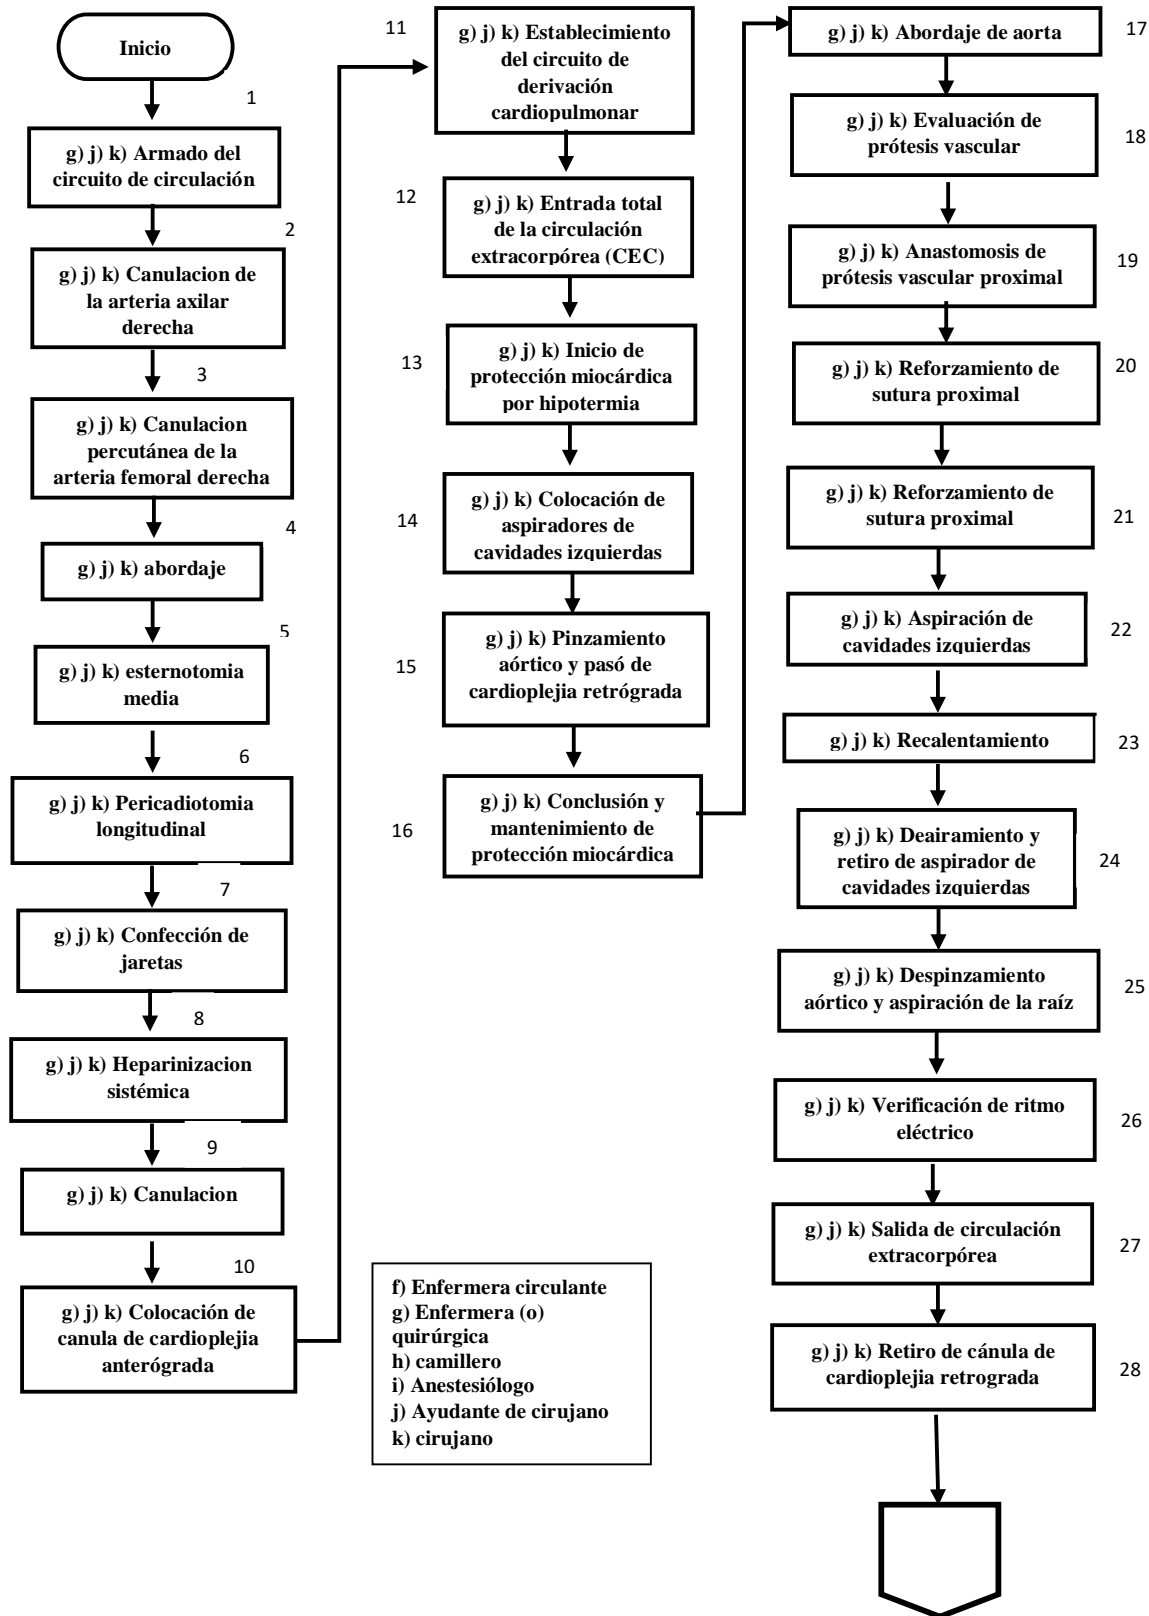 Inicio
1
g) j) k) Armado del
circuito de circulación
2
g) j) k) Canulacion de
la arteria axilar
derecha
3
g) j) k) Canulacion
percutánea de la
arteria femoral derecha
4
g) j) k) abordaje
5
g) j) k) esternotomia
media
6
g) j) k) Pericadiotomia
longitudinal
7
g) j) k) Confección de
jaretas
8
g) j) k) Heparinizacion
sistémica
9
g) j) k) Canulacion
10
g) j) k) Colocación de
canula de cardioplejia
anterógrada
11
g) j) k) Establecimiento
del circuito de
derivación
cardiopulmonar
12
g) j) k) Entrada total
de la circulación
extracorpórea (CEC)
13
g) j) k) Inicio de
protección miocárdica
por hipotermia
14
g) j) k) Colocación de
aspiradores de
cavidades izquierdas
15
g) j) k) Pinzamiento
aórtico y pasó de
cardioplejia retrógrada
16
g) j) k) Conclusión y
mantenimiento de
protección miocárdica
f) Enfermera circulante
g) Enfermera (o)
quirúrgica
h) camillero
i) Anestesiólogo
j) Ayudante de cirujano
k) cirujano
17
g) j) k) Abordaje de aorta
18
g) j) k) Evaluación de
prótesis vascular
19
g) j) k) Anastomosis de
prótesis vascular proximal
20
g) j) k) Reforzamiento de
sutura proximal
21
g) j) k) Reforzamiento de
sutura proximal
22
g) j) k) Aspiración de
cavidades izquierdas
23
g) j) k) Recalentamiento
24
g) j) k) Deairamiento y
retiro de aspirador de
cavidades izquierdas
25
g) j) k) Despinzamiento
aórtico y aspiración de la raíz
26
g) j) k) Verificación de ritmo
eléctrico
27
g) j) k) Salida de circulación
extracorpórea
28
g) j) k) Retiro de cánula de
cardioplejia retrograda